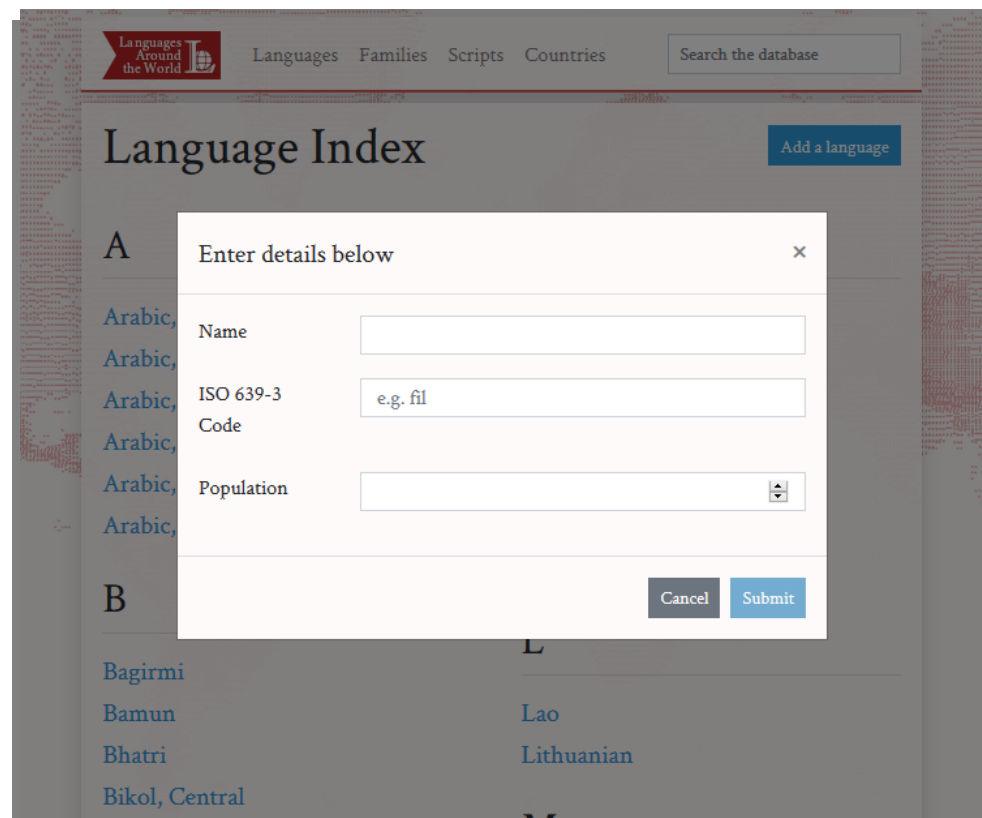 Languages
Around
the World
Languages Families Scripts Countries Search the database
Language Index
Add a language
A
Enter details below ×
Arabic,
Name
Arabic,
Arabic,
ISO 639-3
Code
e.g. fil
Arabic,
Arabic,
Population
Arabic,
B
Cancel Submit
L
Bagirmi
Bamun
Lao
Bhatri
Lithuanian
Bikol, Central